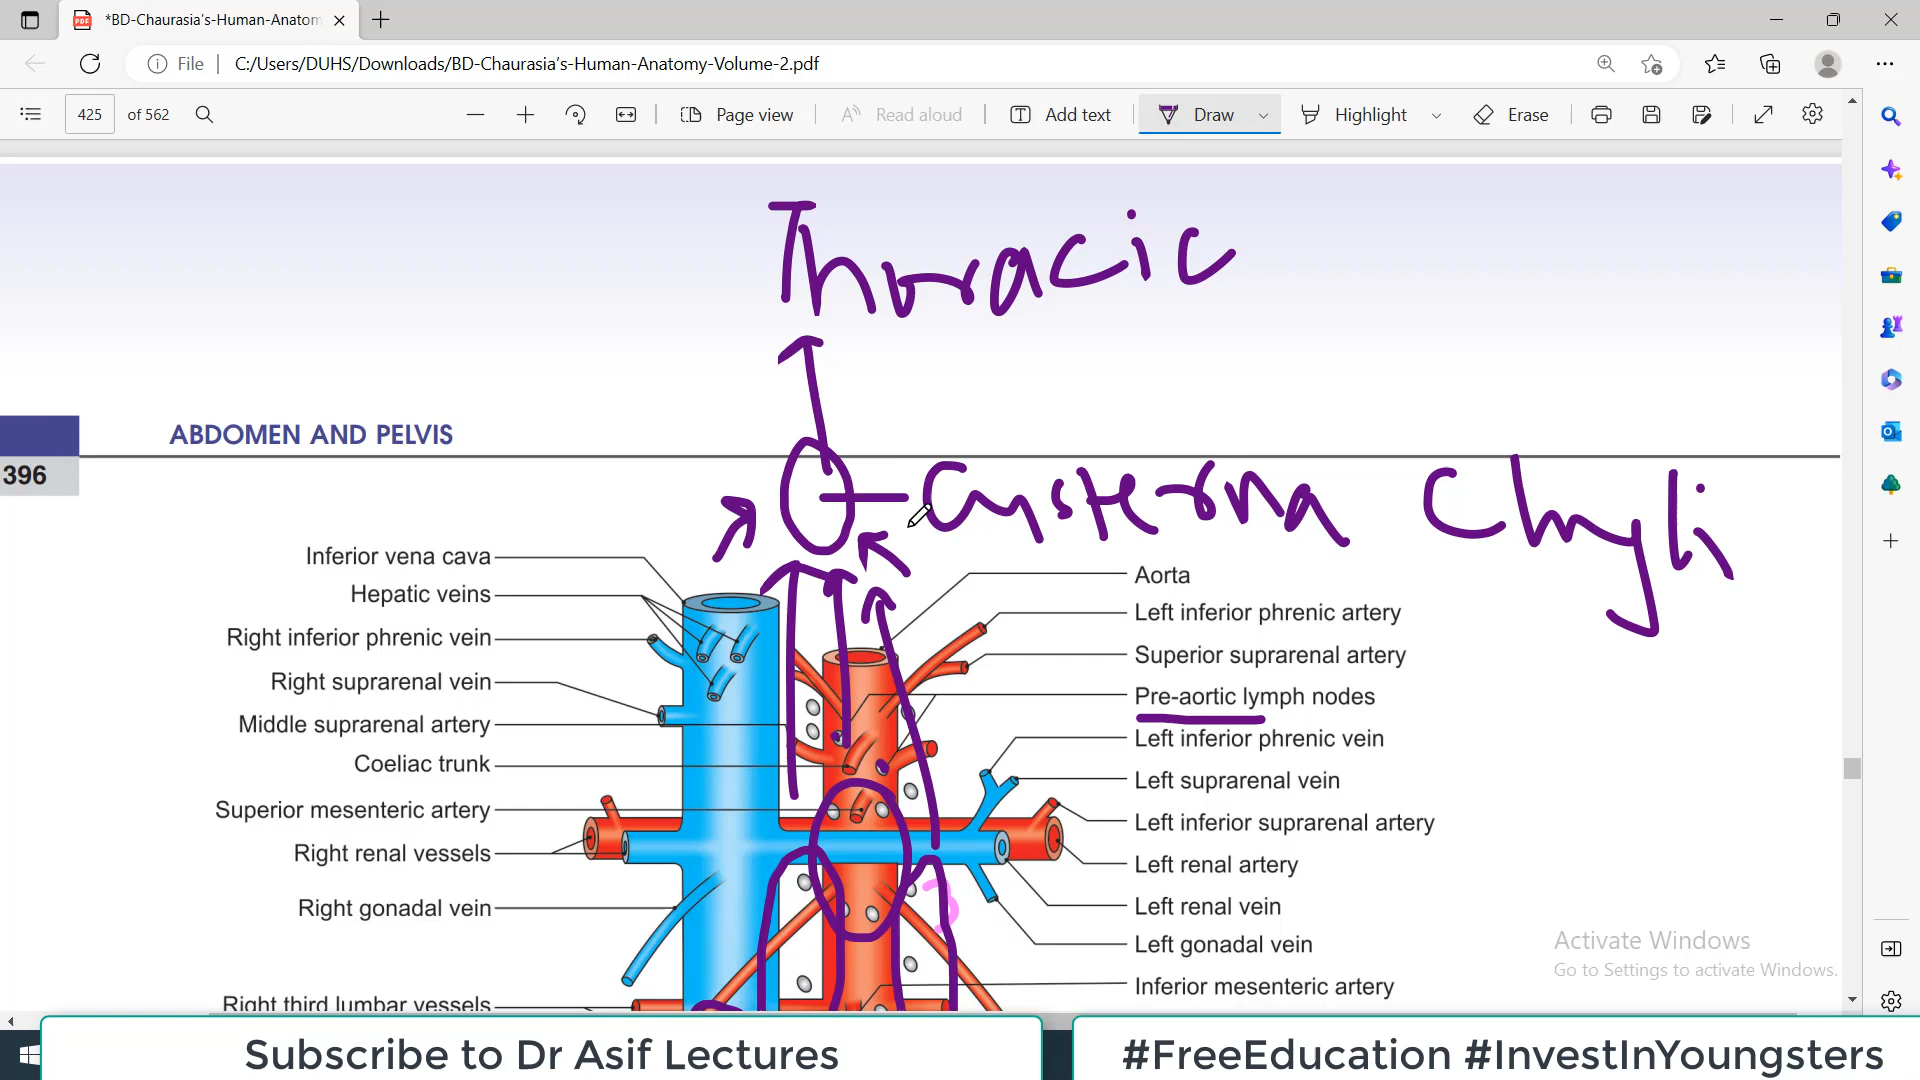 *BD-Chaurasia's-Human-Anatom
File
C:/Users/DUHS/Downloads/BD-Chaurasia's-Human-Anatomy-Volume-2.pdf
425 of 562
Page view
Read aloud
Add text
Draw
Highlight
Erase
Thoracic
ABDOMEN AND PELVIS
396
Cysterna Chyli
Inferior vena cava
Hepatic veins
Right inferior phrenic vein
Right suprarenal vein
Middle suprarenal artery
Coeliac trunk
Superior mesenteric artery
Right renal vessels
Right gonadal vein
Right third lumbar vessels
Aorta
Left inferior phrenic artery
Superior suprarenal artery
Pre-aortic lymph nodes
Left inferior phrenic vein
Left suprarenal vein
Left inferior suprarenal artery
Left renal artery
Left renal vein
Left gonadal vein
Inferior mesenteric artery
Activate Windows
Go to Settings to activate Windows.
Subscribe to Dr Asif Lectures
#FreeEducation #InvestInYoungsters